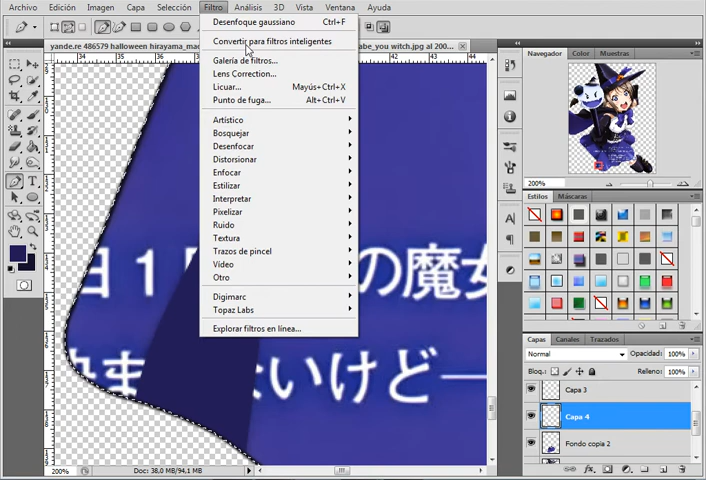 Archivo Edición Imagen Capa Selección Filtro Análisis 3D Vista Ventana Ayuda
yande.re 486579 halloween hirayama_ma
abe_you witch.jpg al 200...
Desenfoque gaussiano Ctrl+F
Convertir para filtros inteligentes
Galería de filtros...
Lens Correction...
Licuar... Mayús+Ctrl+X
Punto de fuga... Alt+Ctrl+V
Artístico
Bosquejar
Desenfocar
Distorsionar
Enfocar
Estilizar
Interpretar
Pixelizar
Ruido
Textura
Trazos de pincel
Vídeo
Otro
Digimarc
Topaz Labs
Explorar filtros en línea...
日1
の魔女
染ま
ないけど―
200% Doc: 38,0 MB/94,1 MB
Navegador Color Muestras
200%
Estilos Máscaras
Capas Canales Trazados
Normal Opacidad: 100%
Bloq.: Relleno: 100%
Capa 3
Capa 4
Fondo copia 2